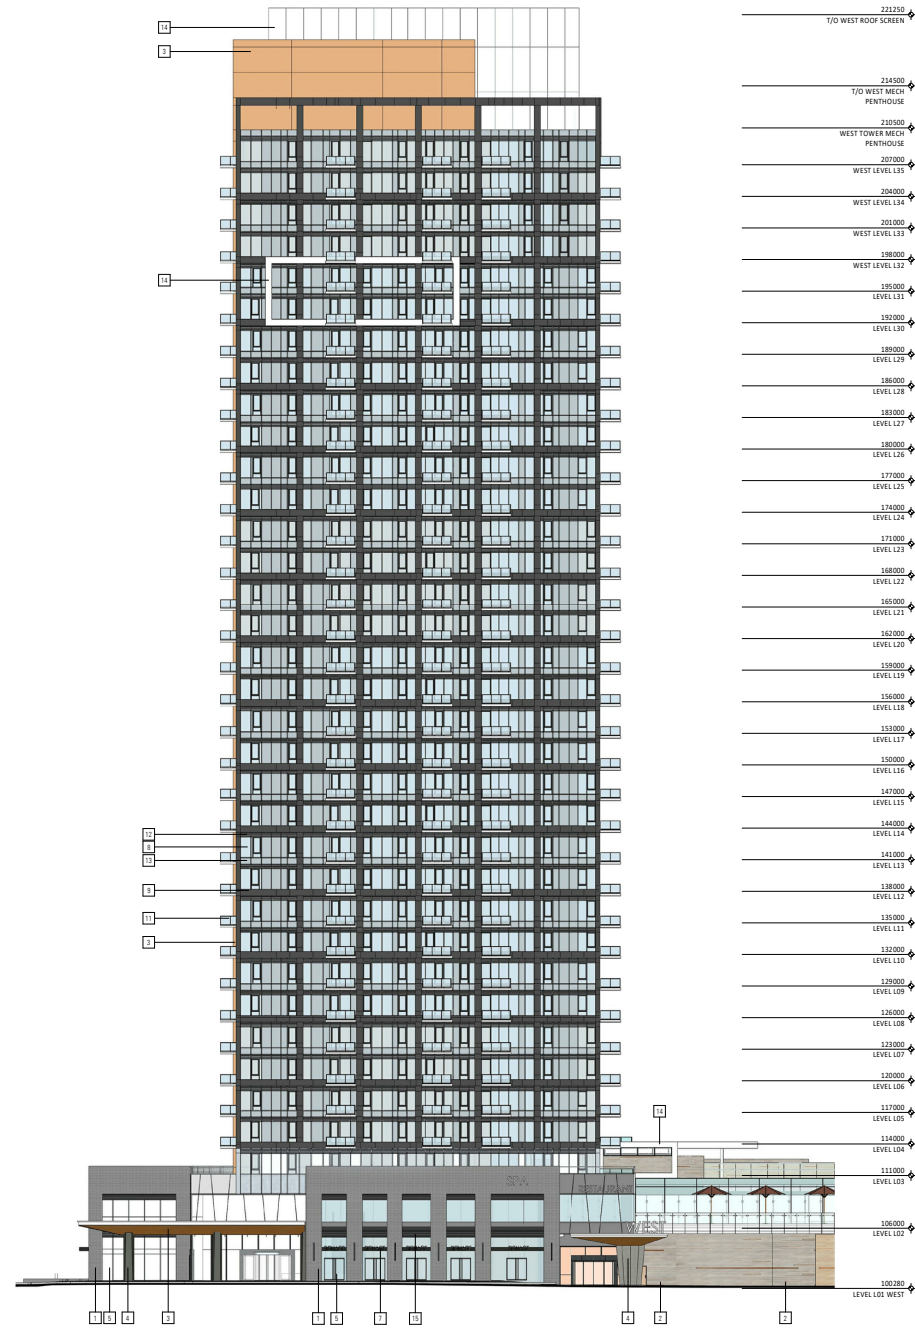 221250
T/O WEST ROOF SCREEN
14
3
214500
T/O WEST MECH
PENTHOUSE
210500
WEST TOWER MECH
PENTHOUSE
207000
WEST LEVEL L35
204000
WEST LEVEL L34
201000
WEST LEVEL L33
198000
WEST LEVEL L32
14
195000
LEVEL L31
192000
LEVEL L30
189000
LEVEL L29
186000
LEVEL L28
183000
LEVEL L27
180000
LEVEL L26
177000
LEVEL L25
174000
LEVEL L24
171000
LEVEL L23
168000
LEVEL L22
165000
LEVEL L21
162000
LEVEL L20
159000
LEVEL L19
156000
LEVEL L18
153000
LEVEL L17
150000
LEVEL L16
147000
LEVEL L15
144000
LEVEL L14
12
8
13
141000
LEVEL L13
9
138000
LEVEL L12
11
135000
LEVEL L11
3
132000
LEVEL L10
129000
LEVEL L09
126000
LEVEL L08
123000
LEVEL L07
120000
LEVEL L06
117000
LEVEL L05
14
114000
LEVEL L04
111000
LEVEL L03
SPA
RESTAURANT
WEST
106000
LEVEL L02
100280
LEVEL L01 WEST
1 5 4 3 1 5 7 15 4 2 2